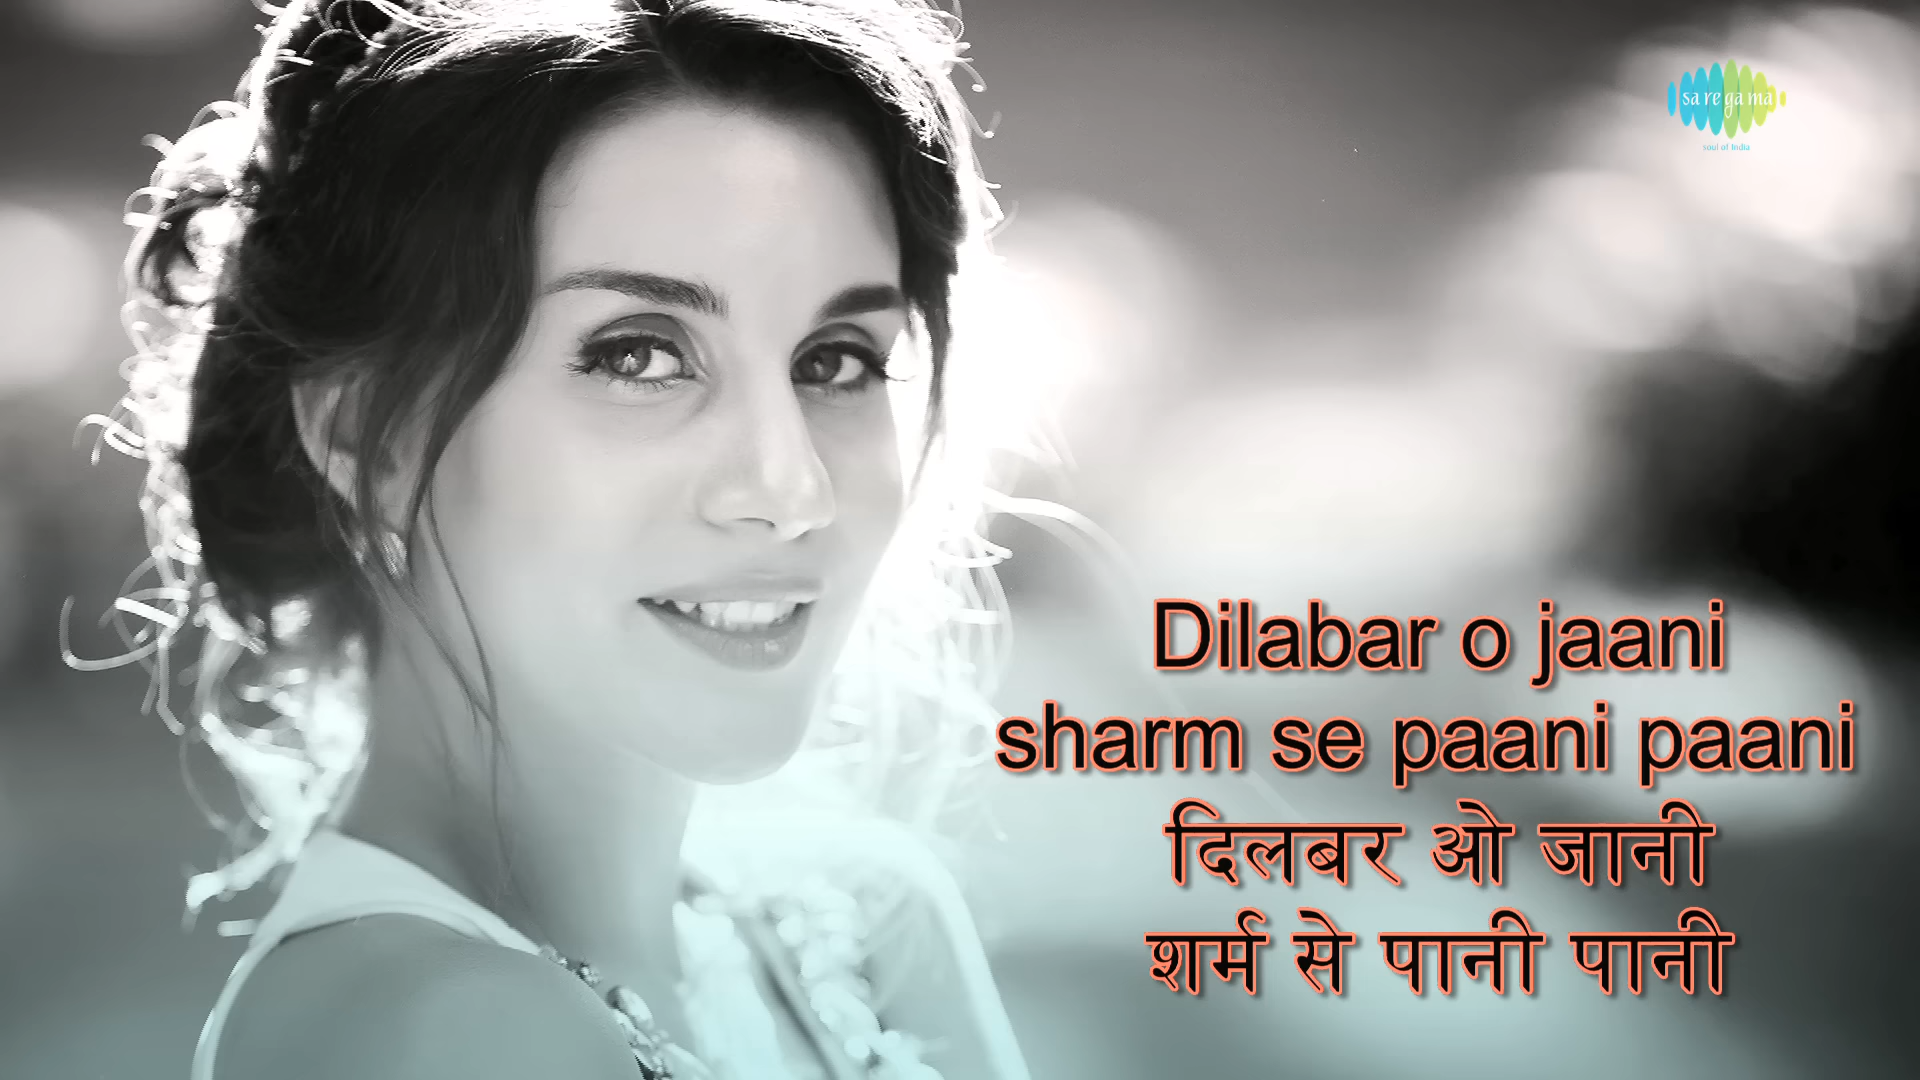 sa re ga ma
soul of India
Dilabar o jaani
sharm se paani paani
दिलबर ओ जानी
शर्म से पानी पानी